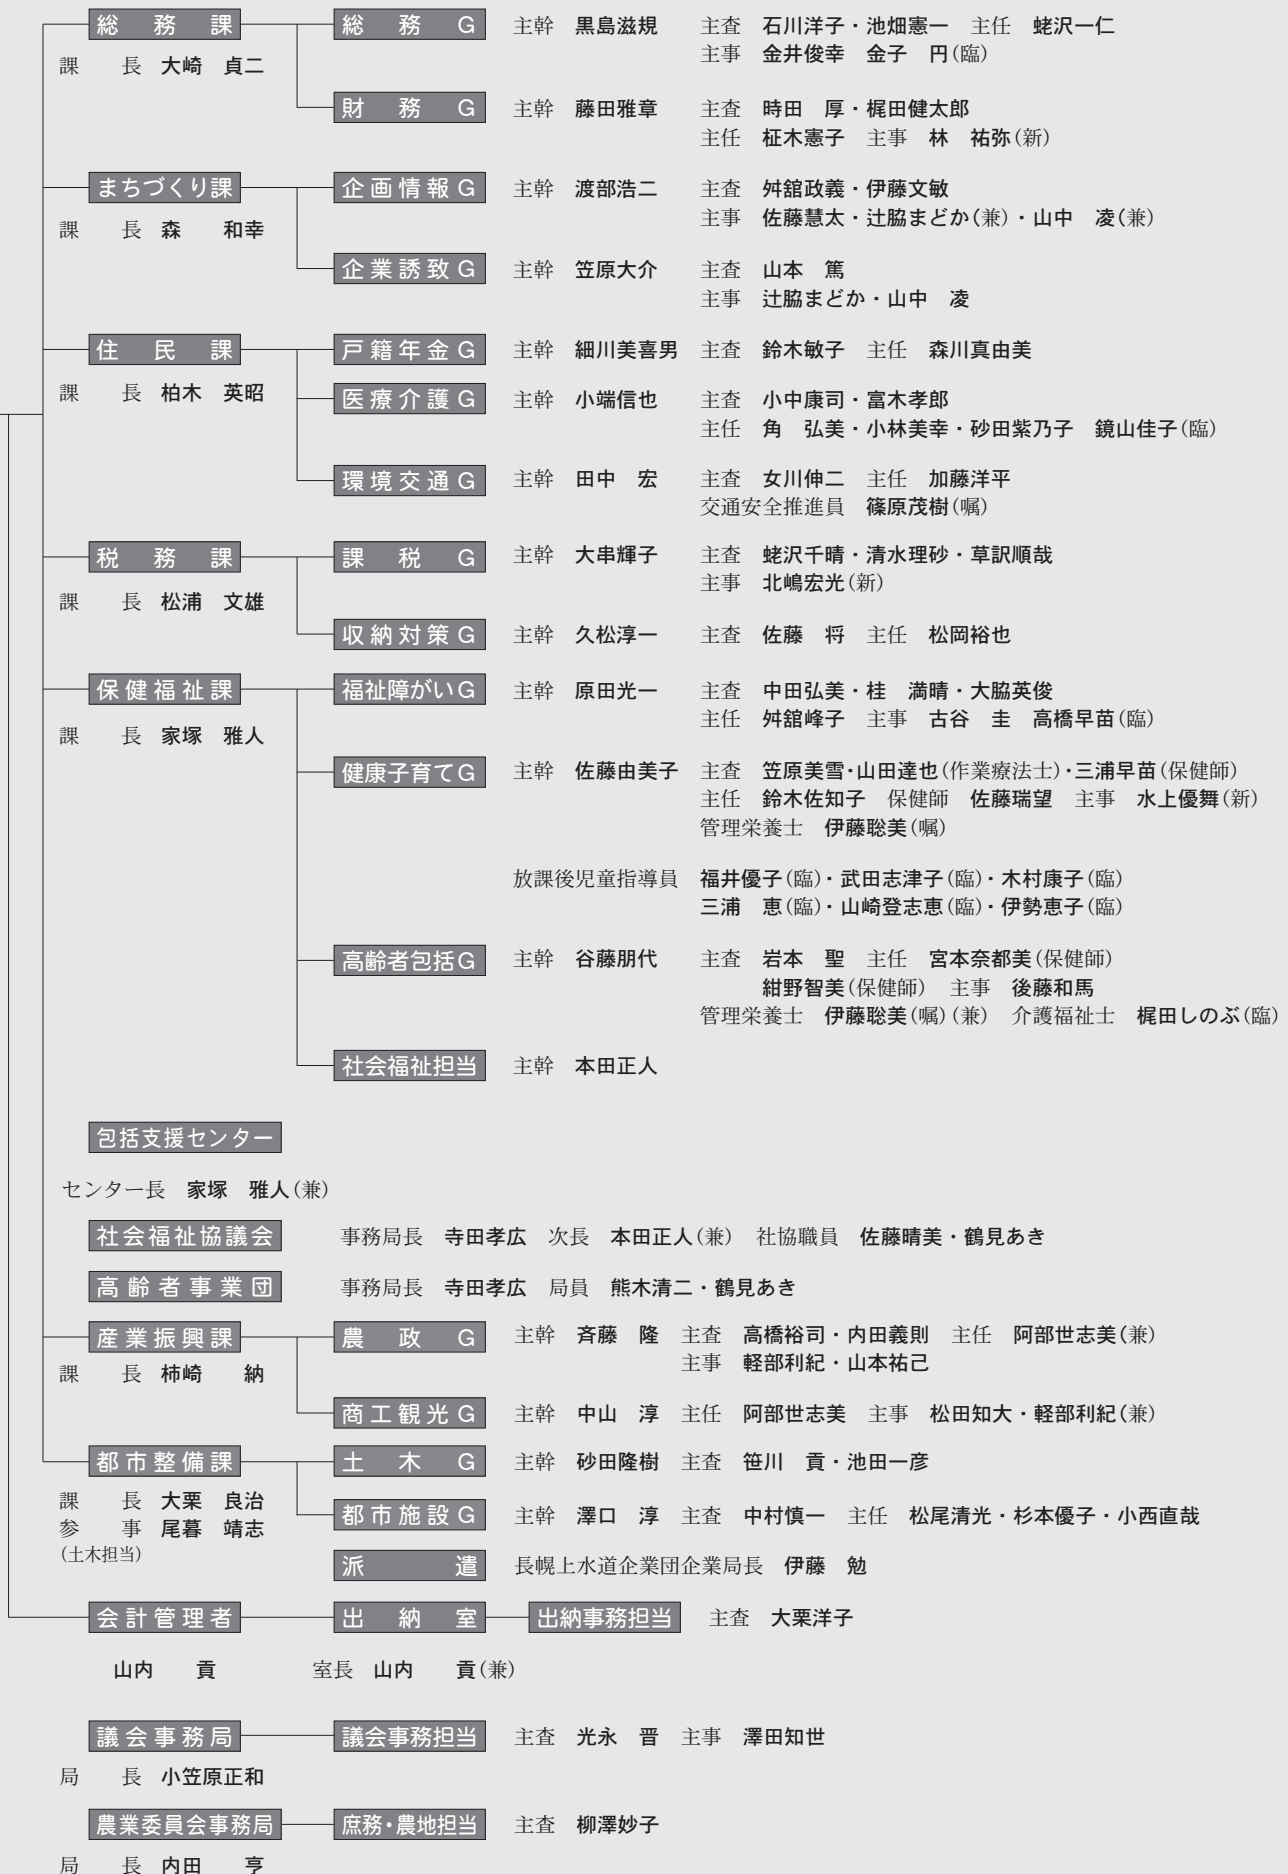 総務課　総務G　主幹　黒島滋規　主査　石川洋子・池畑憲一　主任　蛯沢一仁
主事　金井俊幸　金子　円(臨)
課　長　大崎　貞二
財務G　主幹　藤田雅章　主査　時田　厚・梶田健太郎
主任　柾木憲子　主事　林　祐弥(新)
まちづくり課　企画情報G　主幹　渡部浩二　主査　舛舘政義・伊藤文敏
主事　佐藤慧太・辻脇まどか(兼)・山中　凌(兼)
課　長　森　和幸
企業誘致G　主幹　笠原大介　主査　山本　篤
主事　辻脇まどか・山中　凌
住民課　戸籍年金G　主幹　細川美喜男　主査　鈴木敏子　主任　森川真由美
課　長　柏木　英昭
医療介護G　主幹　小端信也　主査　小中康司・富木孝郎
主任　角　弘美・小林美幸・砂田紫乃子　鏡山佳子(臨)
環境交通G　主幹　田中　宏　主査　女川伸二　主任　加藤洋平
交通安全推進員　篠原茂樹(嘱)
税務課　課税G　主幹　大串輝子　主査　蛯沢千晴・清水理砂・草訳順哉
主事　北嶋宏光(新)
課　長　松浦　文雄
収納対策G　主幹　久松淳一　主査　佐藤　将　主任　松岡裕也
保健福祉課　福祉障がいG　主幹　原田光一　主査　中田弘美・桂　満晴・大脇英俊
主任　舛舘峰子　主事　古谷　圭　高橋早苗(臨)
課　長　家塚　雅人
健康子育てG　主幹　佐藤由美子　主査　笠原美雪・山田達也(作業療法士)・三浦早苗(保健師)
主任　鈴木佐知子　保健師　佐藤瑞望　主事　水上優舞(新)
管理栄養士　伊藤聡美(嘱)
放課後児童指導員　福井優子(臨)・武田志津子(臨)・木村康子(臨)
三浦　恵(臨)・山崎登志恵(臨)・伊勢恵子(臨)
高齢者包括G　主幹　谷藤朋代　主査　岩本　聖　主任　宮本奈都美(保健師)
紺野智美(保健師)　主事　後藤和馬
管理栄養士　伊藤聡美(嘱)(兼)　介護福祉士　梶田しのぶ(臨)
社会福祉担当　主幹　本田正人
包括支援センター
センター長　家塚　雅人(兼)
社会福祉協議会　事務局長　寺田孝広　次長　本田正人(兼)　社協職員　佐藤晴美・鶴見あき
高齢者事業団　事務局長　寺田孝広　局員　熊木清二・鶴見あき
産業振興課　農政G　主幹　斉藤　隆　主査　高橋裕司・内田義則　主任　阿部世志美(兼)
主事　軽部利紀・山本祐己
課　長　柿崎　納
商工観光G　主幹　中山　淳　主任　阿部世志美　主事　松田知大・軽部利紀(兼)
都市整備課　土木G　主幹　砂田隆樹　主査　笹川　貢・池田一彦
課　長　大栗　良治
都市施設G　主幹　澤口　淳　主査　中村慎一　主任　松尾清光・杉本優子・小西直哉
参　事　尾暮　靖志
(土木担当)
派遣　長幌上水道企業団企業局長　伊藤　勉
会計管理者　出納室　出納事務担当　主査　大栗洋子
山内　貢　室長　山内　貢(兼)
議会事務局　議会事務担当　主査　光永　晋　主事　澤田知世
局　長　小笠原正和
農業委員会事務局　庶務・農地担当　主査　柳澤妙子
局　長　内田　亨